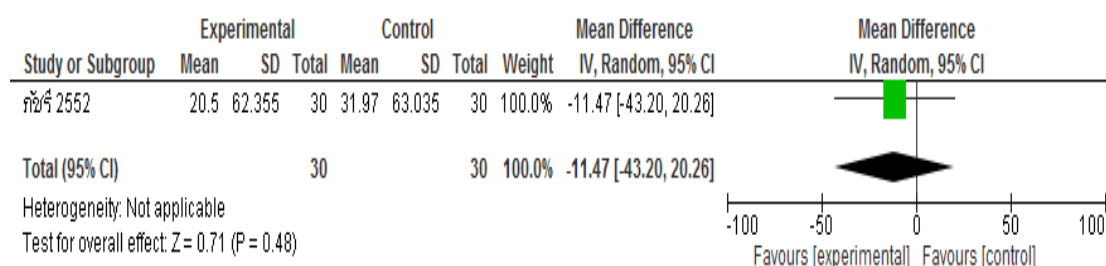 Experimental Control Mean Difference Mean Difference
Study or Subgroup Mean SD Total Mean SD Total Weight IV, Random, 95% CI IV, Random, 95% CI
ภัชรี 2552 20.5 62.355 30 31.97 63.035 30 100.0% -11.47 [-43.20, 20.26]
Total (95% CI) 30 30 100.0% -11.47 [-43.20, 20.26]
Heterogeneity: Not applicable
Test for overall effect: Z = 0.71 (P = 0.48)
-100 -50 0 50 100
Favours [experimental] Favours [control]